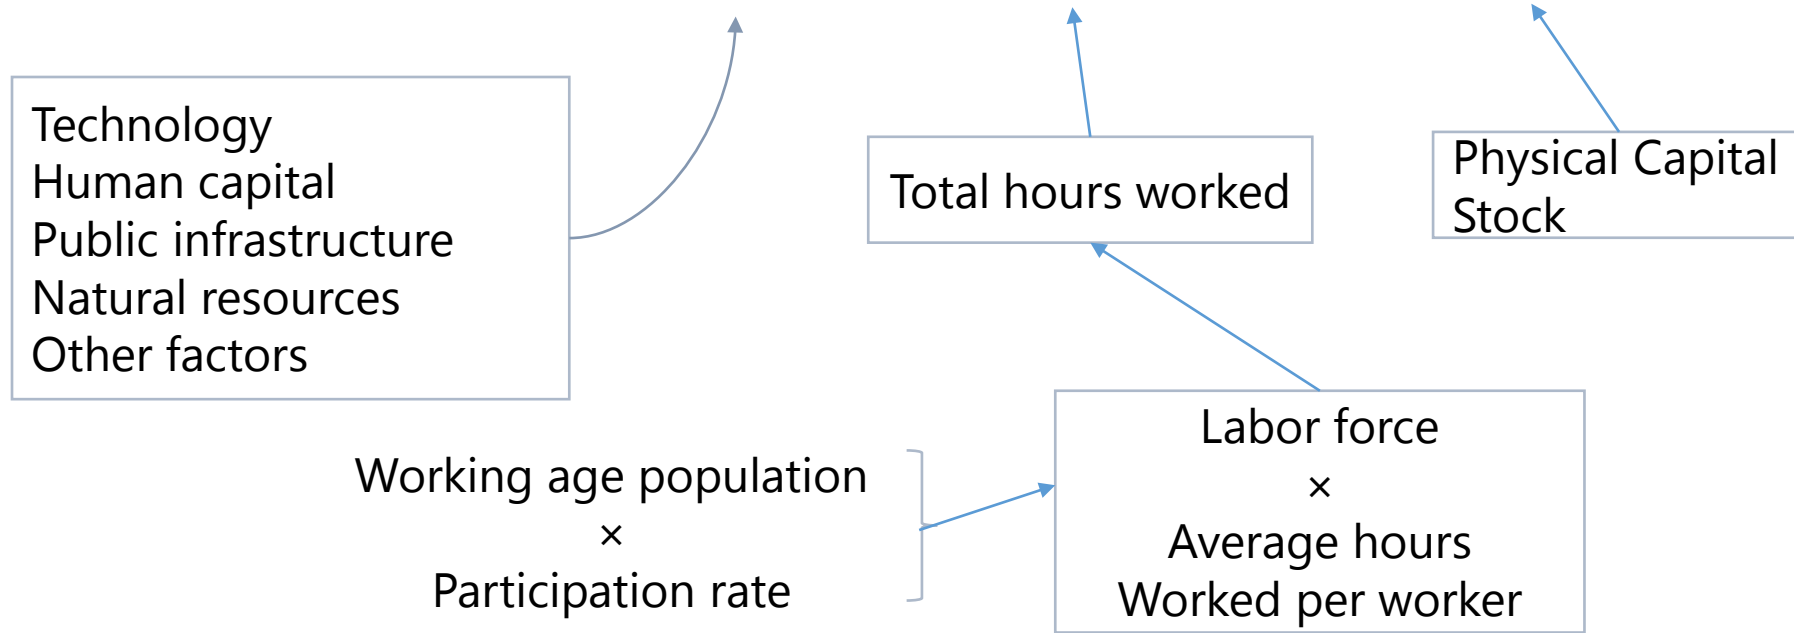 Technology
Human capital
Public infrastructure
Natural resources
Other factors
Total hours worked
Physical Capital
Stock
Working age population
×
Participation rate
Labor force
×
Average hours
Worked per worker